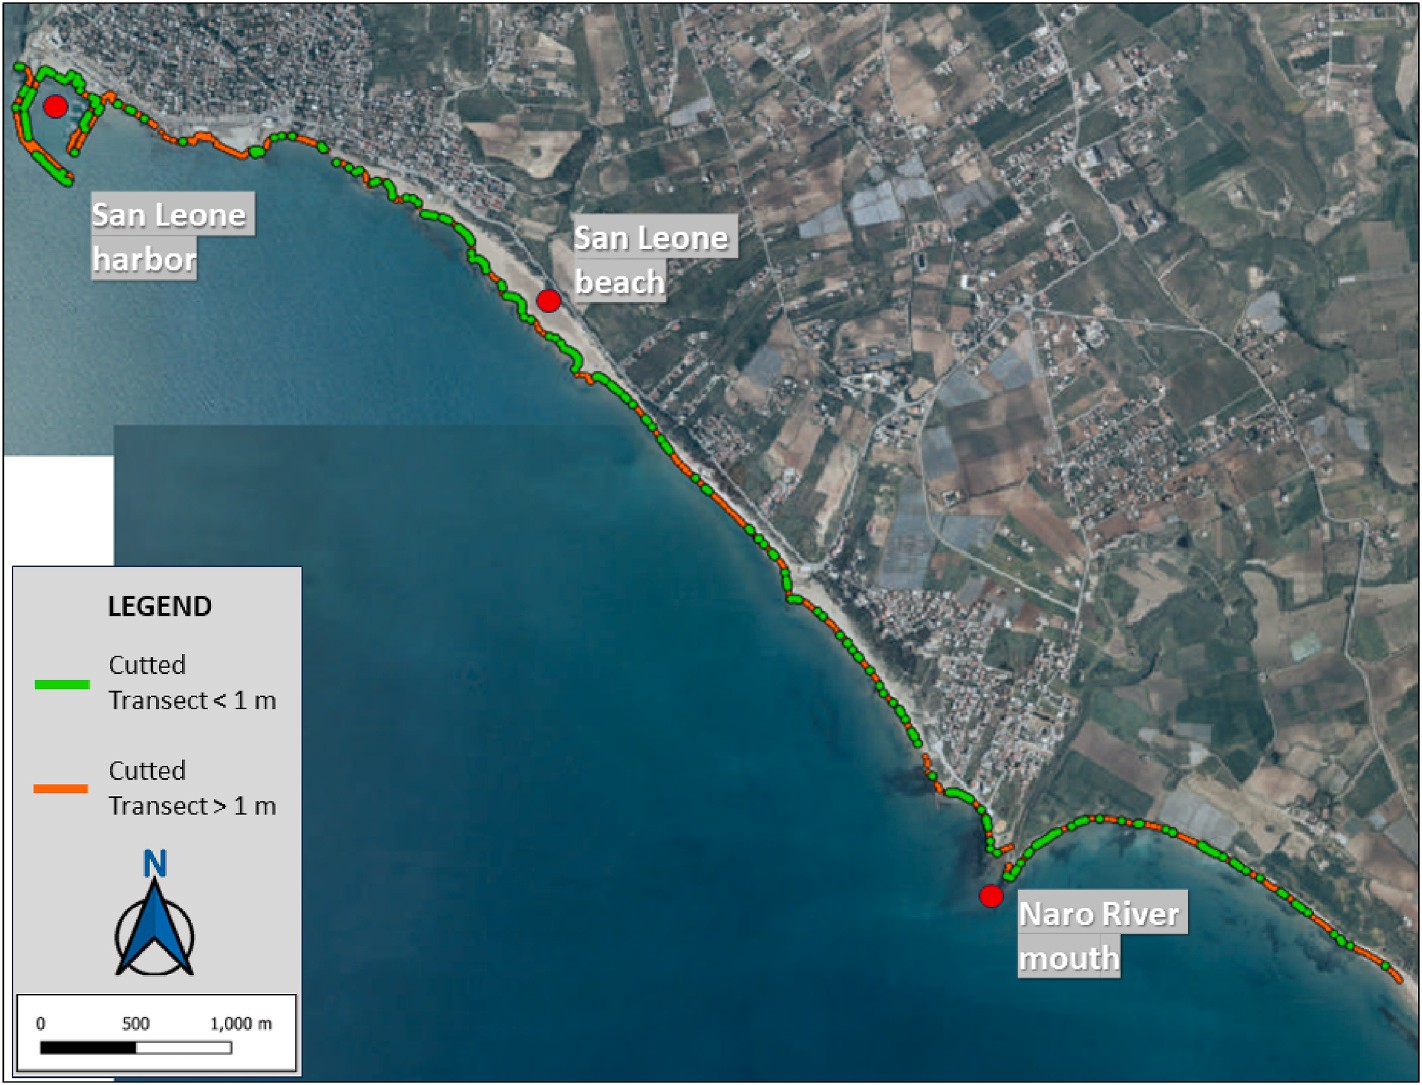 San Leone
harbor
San Leone
beach
Naro River
mouth
LEGEND
Cutted
Transect < 1 m
Cutted
Transect > 1 m
N
0 500 1,000 m